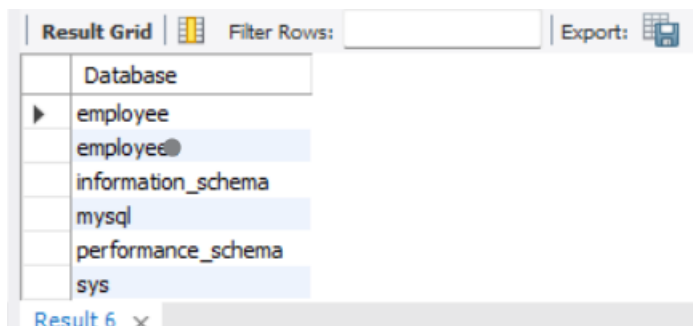 Result Grid Filter Rows: Export:
Database
employee
information_schema
mysql
performance_schema
sys
Result 6 ×